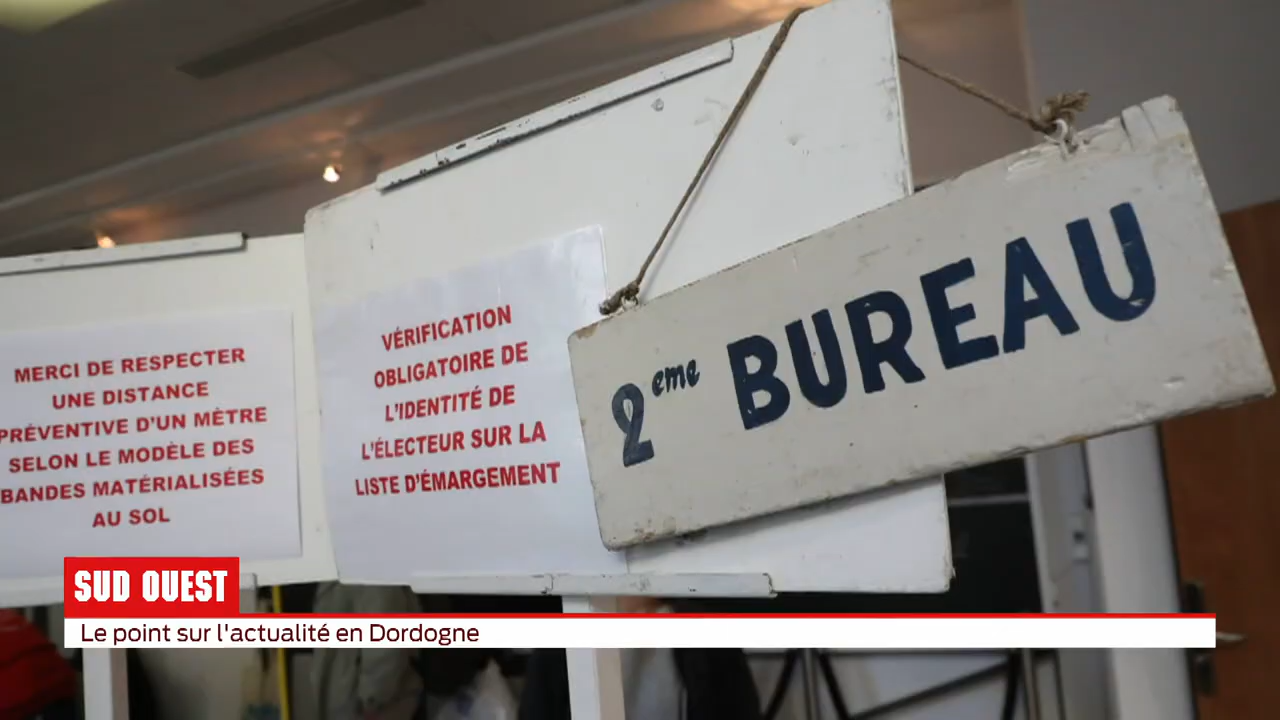 MERCI DE RESPECTER
UNE DISTANCE
PRÉVENTIVE D'UN MÈTRE
SELON LE MODÈLE DES
BANDES MATÉRIALISÉES
AU SOL
VÉRIFICATION
OBLIGATOIRE DE
L'IDENTITÉ DE
L'ÉLECTEUR SUR LA
LISTE D'ÉMARGEMENT
2eme BUREAU
SUD OUEST
Le point sur l'actualité en Dordogne